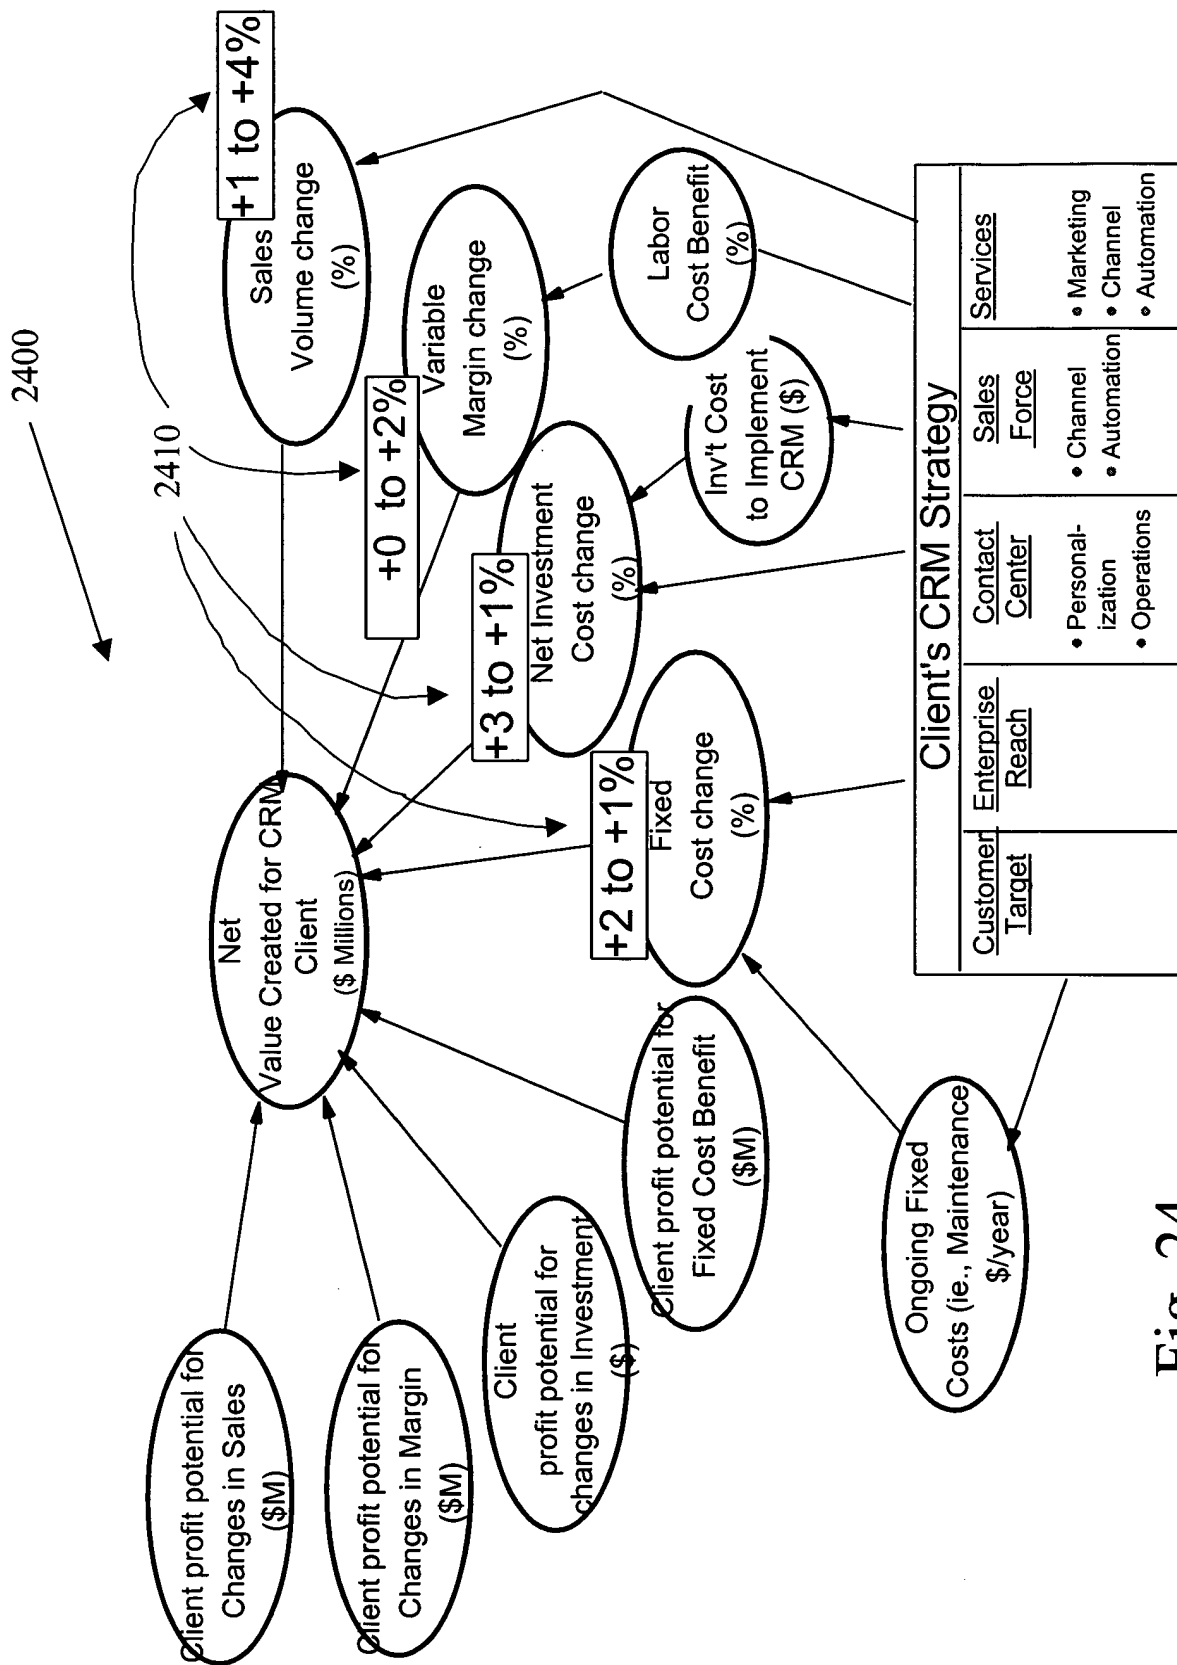 2400
2410
Net
Value Created for CRM
Client
($ Millions)
+1 to +4%
Sales
Volume change
(%)
+0 to +2%
Variable
Margin change
(%)
+3 to +1%
Net Investment
Cost change
(%)
+2 to +1%
Fixed
Cost change
(%)
Labor
Cost Benefit
(%)
Inv't Cost
to Implement
CRM ($)
Client profit potential for
Changes in Sales
($M)
Client profit potential for
Changes in Margin
($M)
Client
profit potential for
changes in Investment
($)
Client profit potential for
Fixed Cost Benefit
($M)
Ongoing Fixed
Costs (ie., Maintenance
$/year)
Client's CRM Strategy
Customer
Target
Enterprise
Reach
Contact
Center
• Personal-
ization
• Operations
Sales
Force
• Channel
• Automation
Services
• Marketing
• Channel
• Automation
Fig. 24